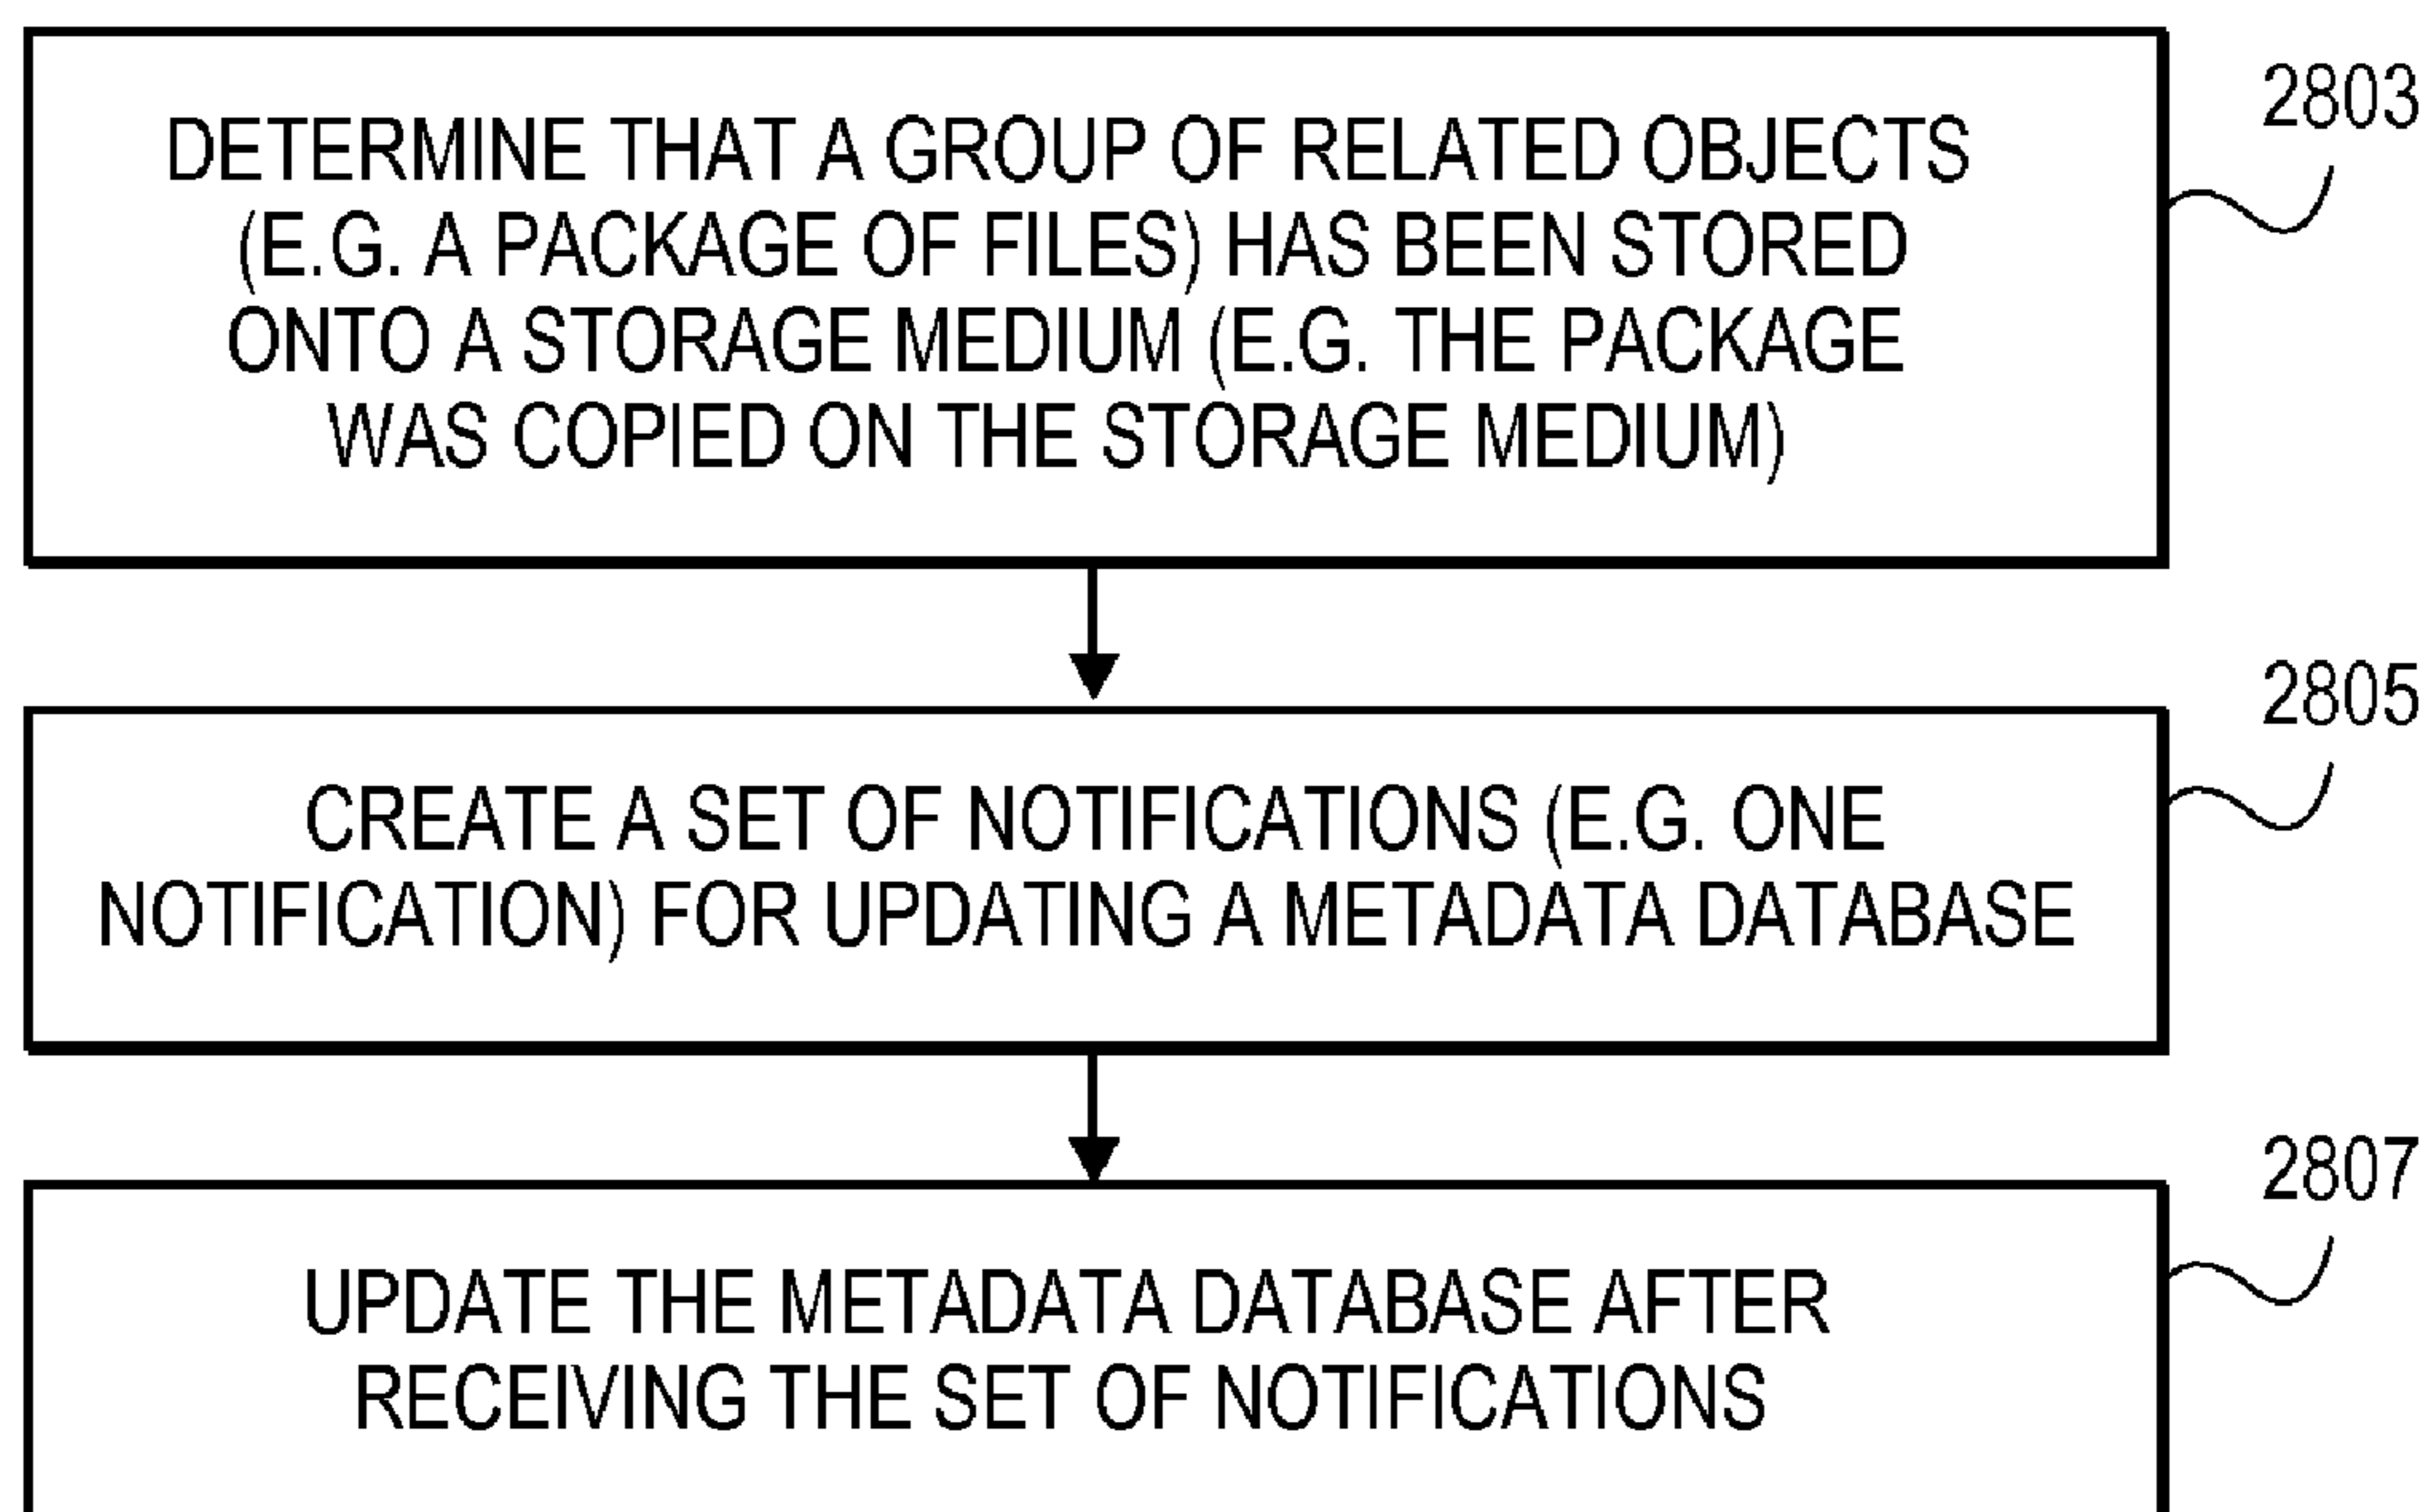 2803
DETERMINE THAT A GROUP OF RELATED OBJECTS
(E.G. A PACKAGE OF FILES) HAS BEEN STORED
ONTO A STORAGE MEDIUM (E.G. THE PACKAGE
WAS COPIED ON THE STORAGE MEDIUM)
2805
CREATE A SET OF NOTIFICATIONS (E.G. ONE
NOTIFICATION) FOR UPDATING A METADATA DATABASE
2807
UPDATE THE METADATA DATABASE AFTER
RECEIVING THE SET OF NOTIFICATIONS